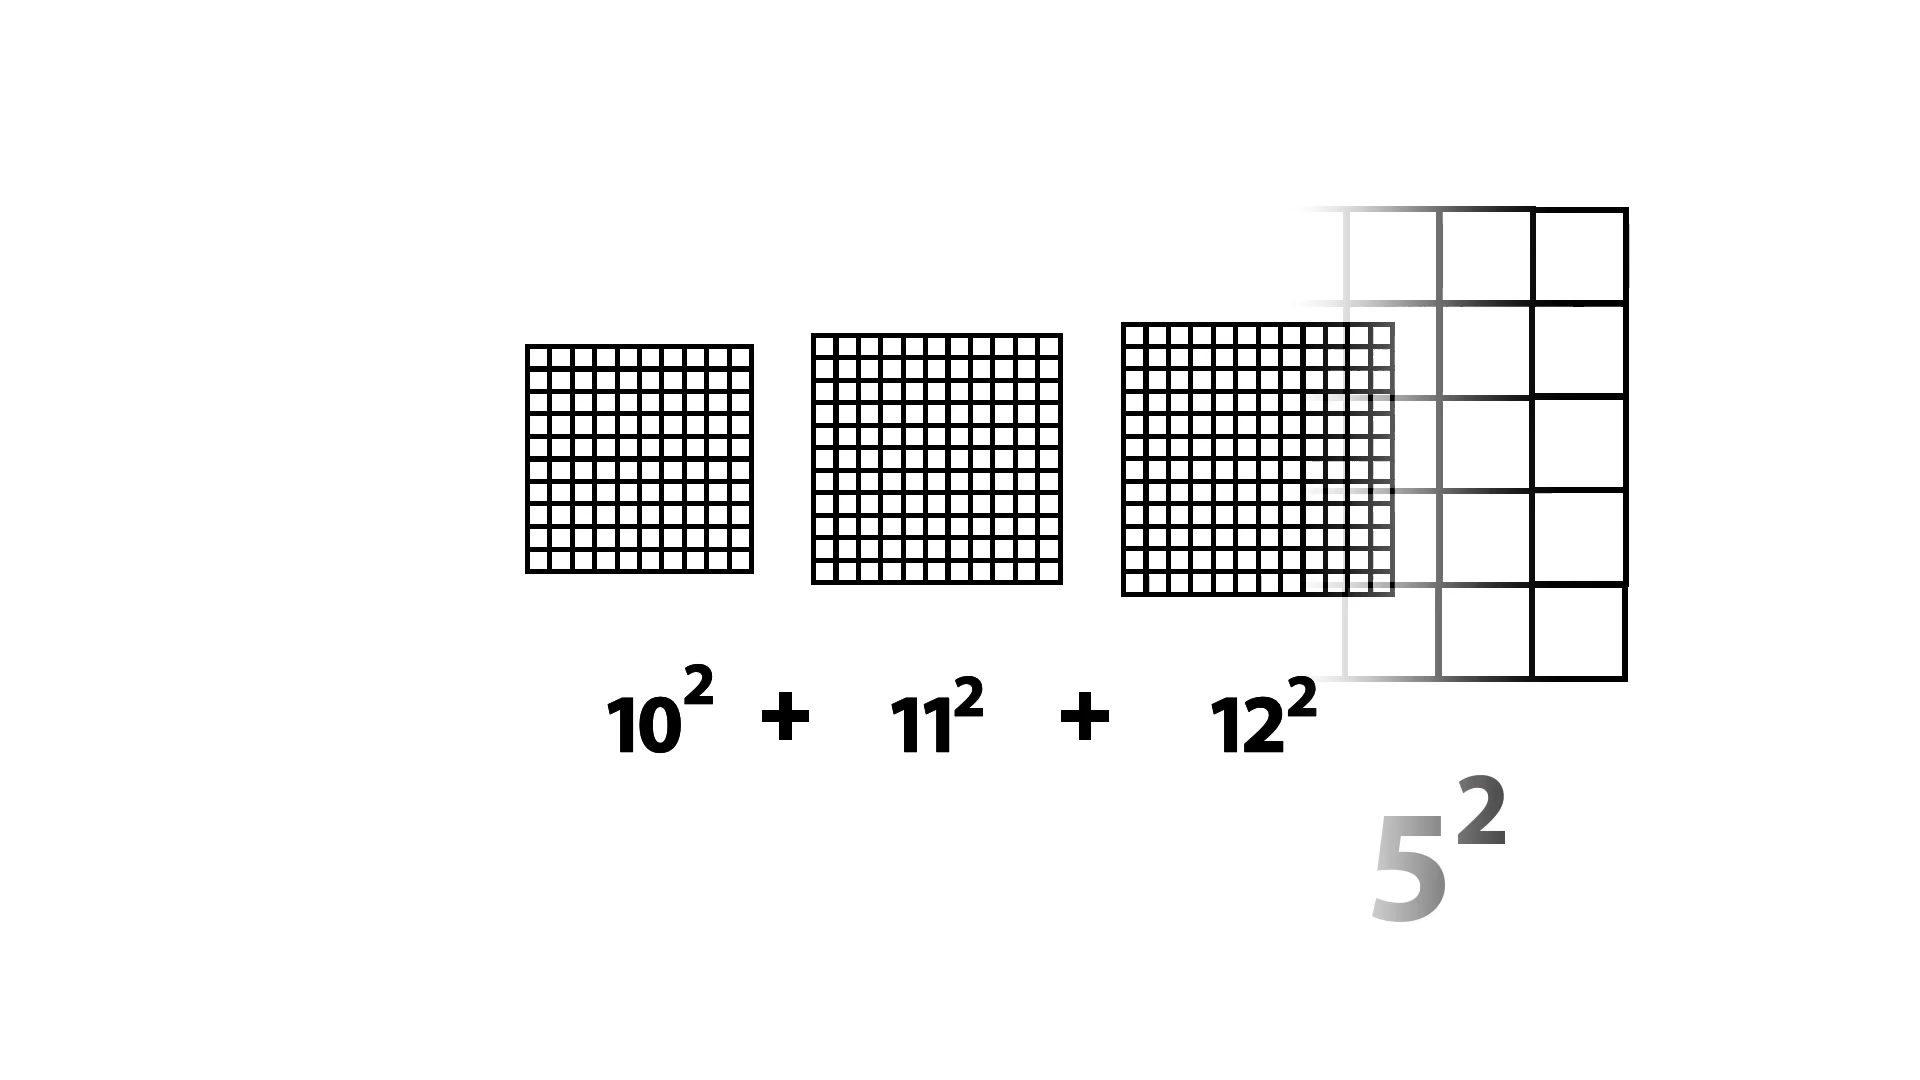 10² + 11² + 12²
5²